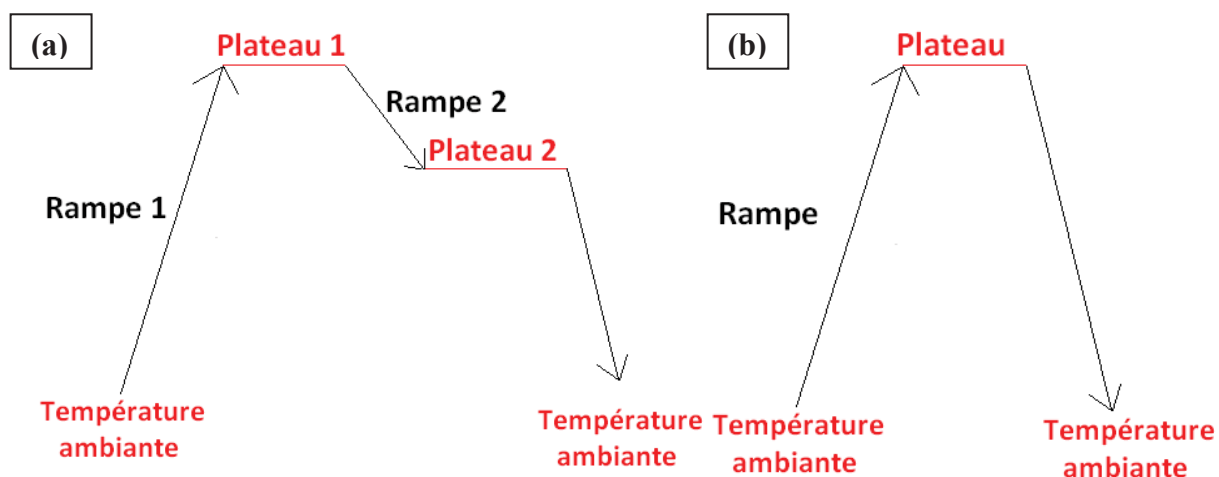 (a)
Plateau 1
Rampe 2
Plateau 2
Rampe 1
Température
ambiante
Température
ambiante
(b)
Plateau
Rampe
Température
ambiante
Température
ambiante